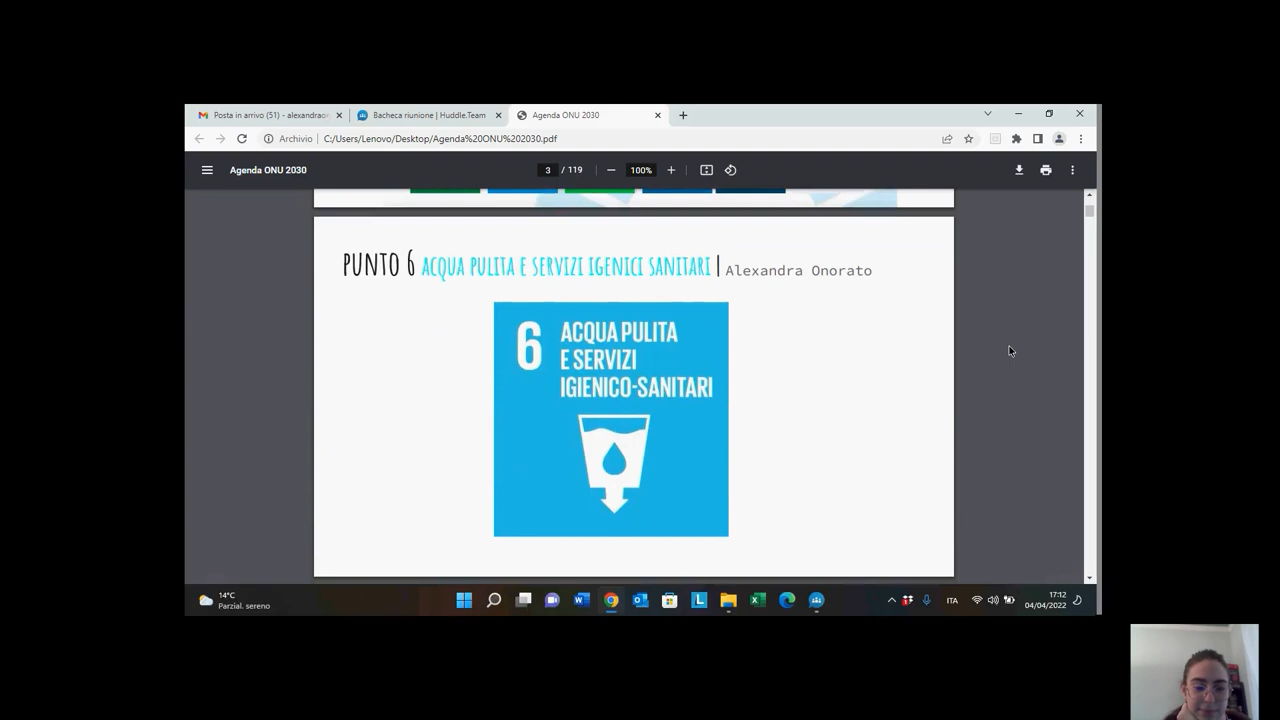 Posta in arrivo (51) - alexandrao
Bacheca riunione | Huddle.Team
Agenda ONU 2030
Archivio
C:/Users/Lenovo/Desktop/Agenda%20ONU%202030.pdf
Agenda ONU 2030
3 / 119
100%
PUNTO 6 ACQUA PULITA E SERVIZI IGENICI SANITARI | Alexandra Onorato
6 ACQUA PULITA
E SERVIZI
IGIENICO-SANITARI
14°C
Parzial. sereno
ITA
17:12
04/04/2022